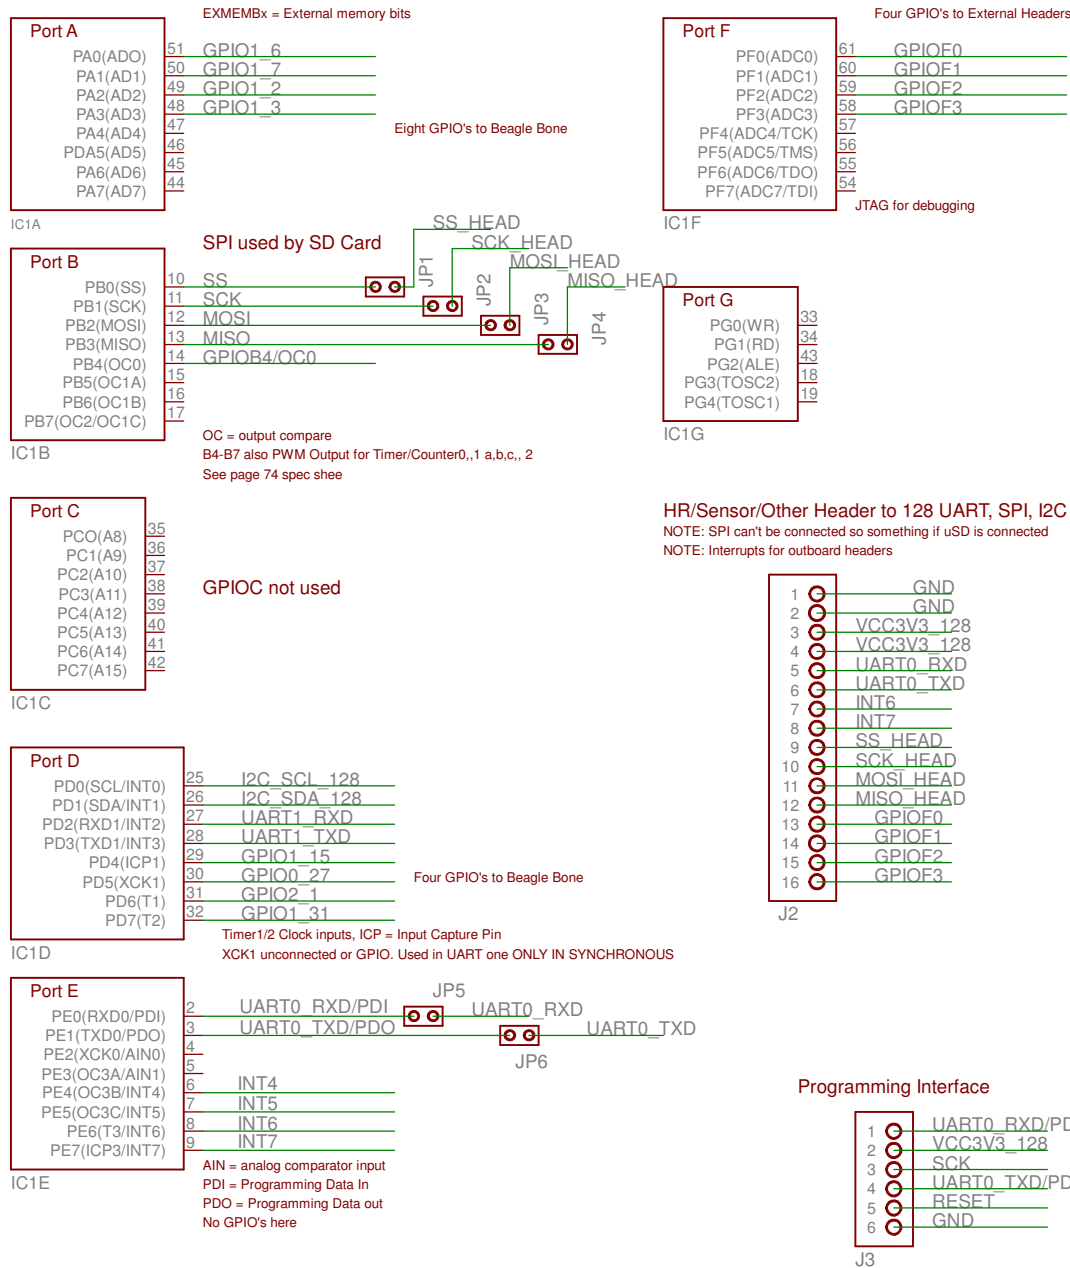 EXMEMBx = External memory bits
Port A
PA0(ADO) 51 GPIO1_6
PA1(AD1) 50 GPIO1_7
PA2(AD2) 49 GPIO1_2
PA3(AD3) 48 GPIO1_3
PA4(AD4) 47
PDA5(AD5) 46
PA6(AD6) 45
PA7(AD7) 44
Eight GPIO's to Beagle Bone
IC1A
Four GPIO's to External Headers
Port F
PF0(ADC0) 61 GPIOF0
PF1(ADC1) 60 GPIOF1
PF2(ADC2) 59 GPIOF2
PF3(ADC3) 58 GPIOF3
PF4(ADC4/TCK) 57
PF5(ADC5/TMS) 56
PF6(ADC6/TDO) 55
PF7(ADC7/TDI) 54
JTAG for debugging
IC1F
SPI used by SD Card
Port B
PB0(SS) 10 SS
PB1(SCK) 11 SCK
PB2(MOSI) 12 MOSI
PB3(MISO) 13 MISO
PB4(OC0) 14 GPIOB4/OC0
PB5(OC1A) 15
PB6(OC1B) 16
PB7(OC2/OC1C) 17
IC1B
SS_HEAD
SCK_HEAD
MOSI_HEAD
MISO_HEAD
JP1
JP2
JP3
JP4
OC = output compare
B4-B7 also PWM Output for Timer/Counter0,,1 a,b,c,, 2
See page 74 spec shee
Port G
PG0(WR) 33
PG1(RD) 34
PG2(ALE) 43
PG3(TOSC2) 18
PG4(TOSC1) 19
IC1G
Port C
PCO(A8) 35
PC1(A9) 36
PC2(A10) 37
PC3(A11) 38
PC4(A12) 39
PC5(A13) 40
PC6(A14) 41
PC7(A15) 42
IC1C
GPIOC not used
HR/Sensor/Other Header to 128 UART, SPI, I2C
NOTE: SPI can't be connected so something if uSD is connected
NOTE: Interrupts for outboard headers
1 GND
2 GND
3 VCC3V3_128
4 VCC3V3_128
5 UART0_RXD
6 UART0_TXD
7 INT6
8 INT7
9 SS_HEAD
10 SCK_HEAD
11 MOSI_HEAD
12 MISO_HEAD
13 GPIOF0
14 GPIOF1
15 GPIOF2
16 GPIOF3
J2
Port D
PD0(SCL/INT0) 25 I2C_SCL_128
PD1(SDA/INT1) 26 I2C_SDA_128
PD2(RXD1/INT2) 27 UART1_RXD
PD3(TXD1/INT3) 28 UART1_TXD
PD4(ICP1) 29 GPIO1_15
PD5(XCK1) 30 GPIO0_27
PD6(T1) 31 GPIO2_1
PD7(T2) 32 GPIO1_31
Four GPIO's to Beagle Bone
IC1D
Timer1/2 Clock inputs, ICP = Input Capture Pin
XCK1 unconnected or GPIO. Used in UART one ONLY IN SYNCHRONOUS
Port E
PE0(RXD0/PDI) 2 UART0_RXD/PDI JP5 UART0_RXD
PE1(TXD0/PDO) 3 UART0_TXD/PDO JP6 UART0_TXD
PE2(XCK0/AIN0) 4
PE3(OC3A/AIN1) 5
PE4(OC3B/INT4) 6 INT4
PE5(OC3C/INT5) 7 INT5
PE6(T3/INT6) 8 INT6
PE7(ICP3/INT7) 9 INT7
IC1E
AIN = analog comparator input
PDI = Programming Data In
PDO = Programming Data out
No GPIO's here
Programming Interface
1 UART0_RXD/PD
2 VCC3V3_128
3 SCK
4 UART0_TXD/PD
5 RESET
6 GND
J3